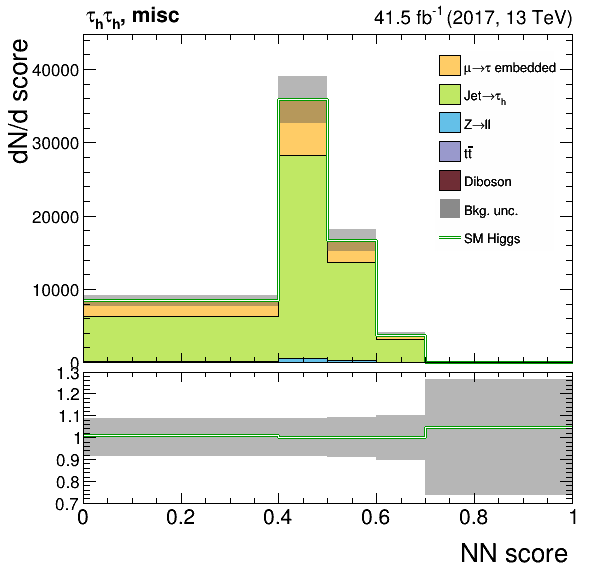 τhτh, misc
41.5 fb-1 (2017, 13 TeV)
dN/d score
40000
30000
20000
10000
0
μ→τ embedded
Jet→τh
Z→ll
tt̅
Diboson
Bkg. unc.
SM Higgs
1.3
1.2
1.1
1
0.9
0.8
0.7
0 0.2 0.4 0.6 0.8 1
NN score